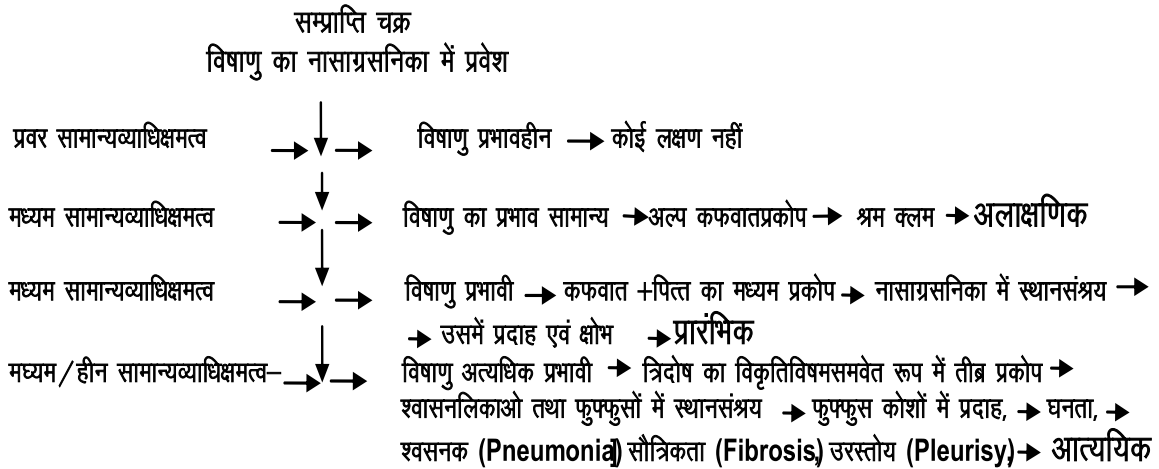 सम्प्राप्ति चक्र
विषाणु का नासाग्रसनिका में प्रवेश
प्रवर सामान्यव्याधिक्षमत्व → → विषाणु प्रभावहीन → कोई लक्षण नहीं
मध्यम सामान्यव्याधिक्षमत्व → → विषाणु का प्रभाव सामान्य → अल्प कफवातप्रकोप → श्रम क्लम → अलाक्षणिक
मध्यम सामान्यव्याधिक्षमत्व → → विषाणु प्रभावी → कफवात +पित्त का मध्यम प्रकोप → नासाग्रसनिका में स्थानसंश्रय →
→ उसमें प्रदाह एवं क्षोभ → प्रारंभिक
मघ्यम/हीन सामान्यव्याधिक्षमत्व– → → विषाणु अत्यधिक प्रभावी → त्रिदोष का विकृतिविषमसमवेत रूप में तीब्र प्रकोप →
श्वासनलिकाओ तथा फुफ्फुसों में स्थानसंश्रय → फुफ्फुस कोशों में प्रदाह, → घनता, →
श्वसनक (Pneumonia]) सौत्रिकता (Fibrosis,) उरस्तोय (Pleurisy,) → आत्ययिक